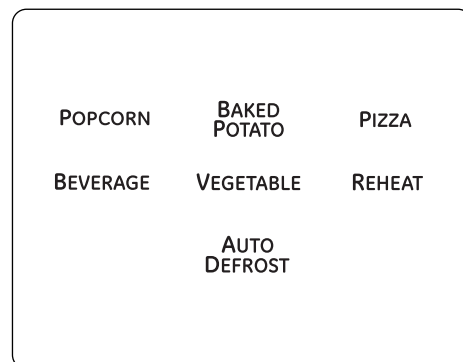 POPCORN
BAKED
POTATO
PIZZA
BEVERAGE
VEGETABLE
REHEAT
AUTO
DEFROST